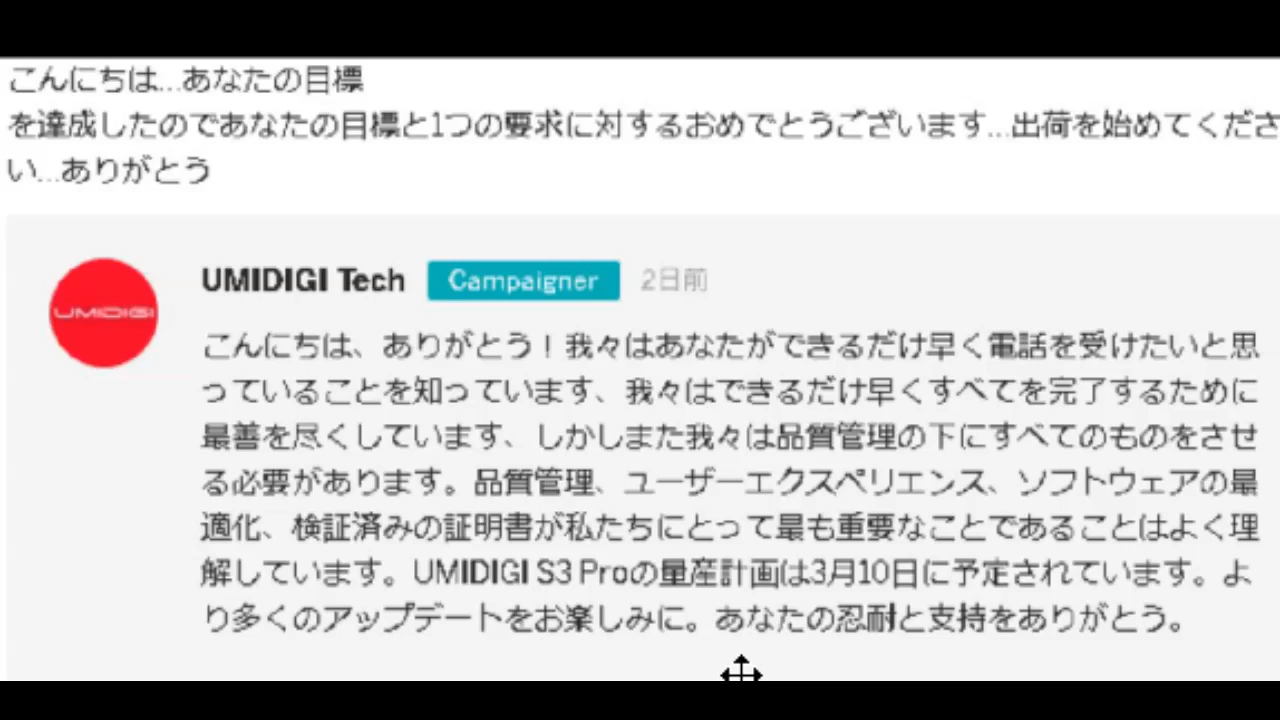 こんにちは...あなたの目標
を達成したのであなたの目標と1つの要求に対するおめでとうございます...出荷を始めてくださ
い...ありがとう
UMIDIGI Tech Campaigner 2日前
UMIDIGI
こんにちは、ありがとう！我々はあなたができるだけ早く電話を受けたいと思
っていることを知っています、我々はできるだけ早くすべてを完了するために
最善を尽くしています、しかしまた我々は品質管理の下にすべてのものをさせ
る必要があります。品質管理、ユーザーエクスペリエンス、ソフトウェアの最
適化、検証済みの証明書が私たちにとって最も重要なことであることはよく理
解しています。UMIDIGI S3 Proの量産計画は3月10日に予定されています。よ
り多くのアップデートをお楽しみに。あなたの忍耐と支持をありがとう。